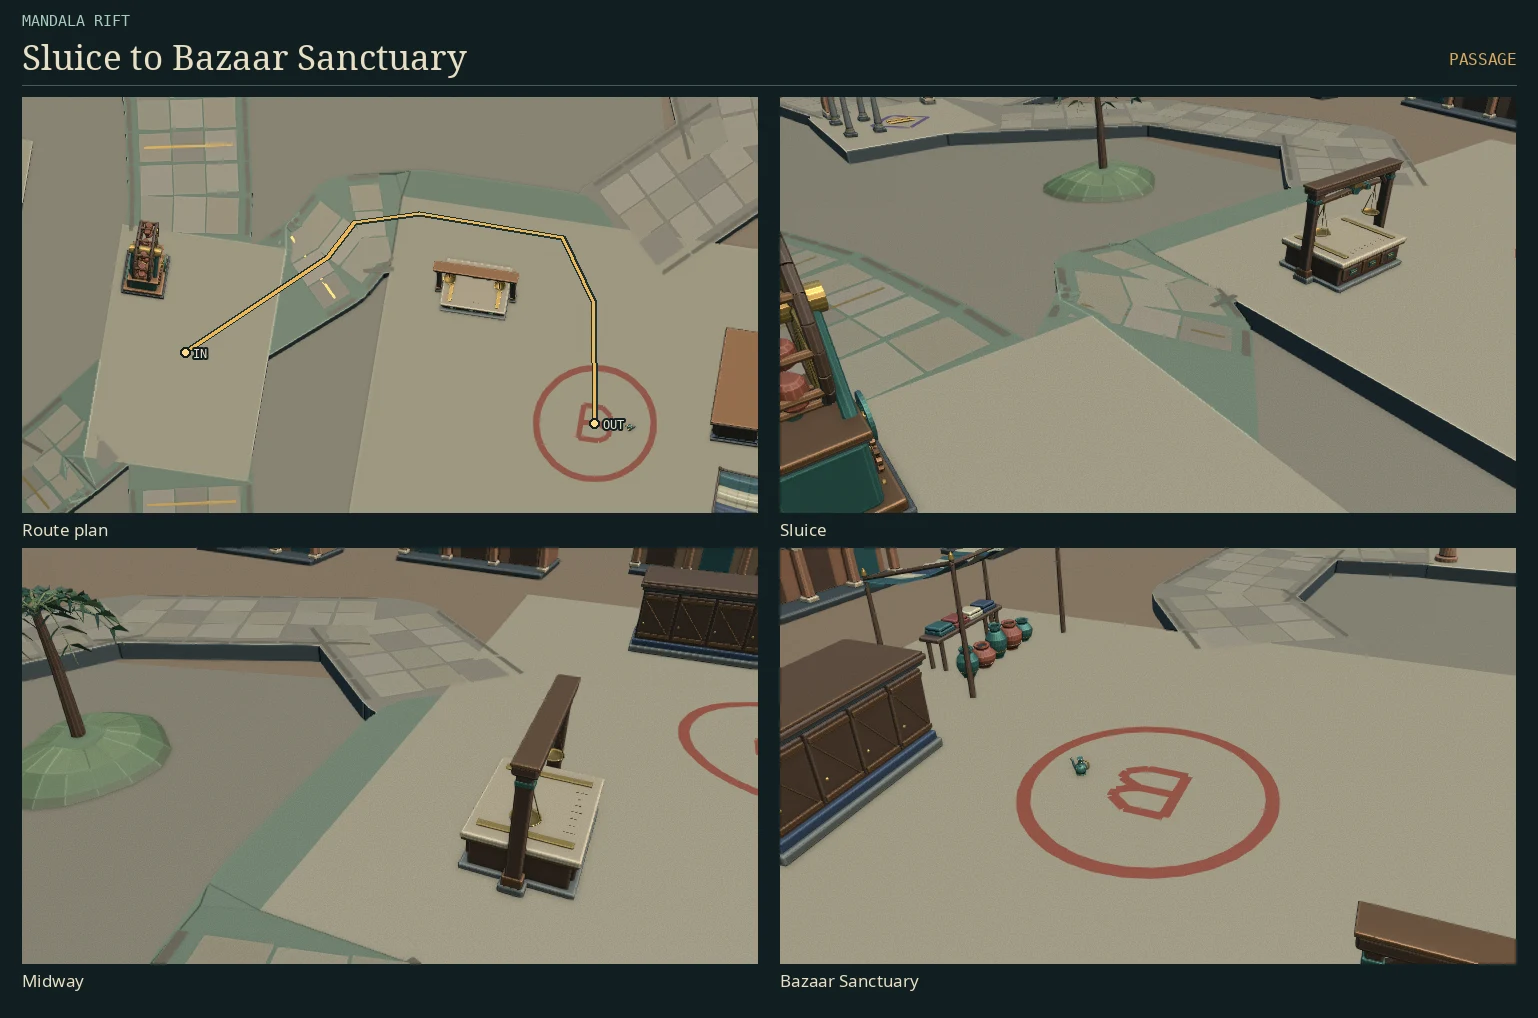 MANDALA RIFT
Sluice to Bazaar Sanctuary
PASSAGE
IN
B
OUT
Route plan
Sluice
B
Midway
Bazaar Sanctuary